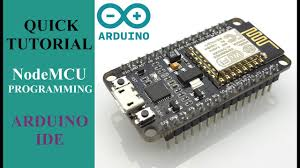 QUICK
TUTORIAL
NodeMCU
PROGRAMMING
ARDUINO
IDE
ARDUINO